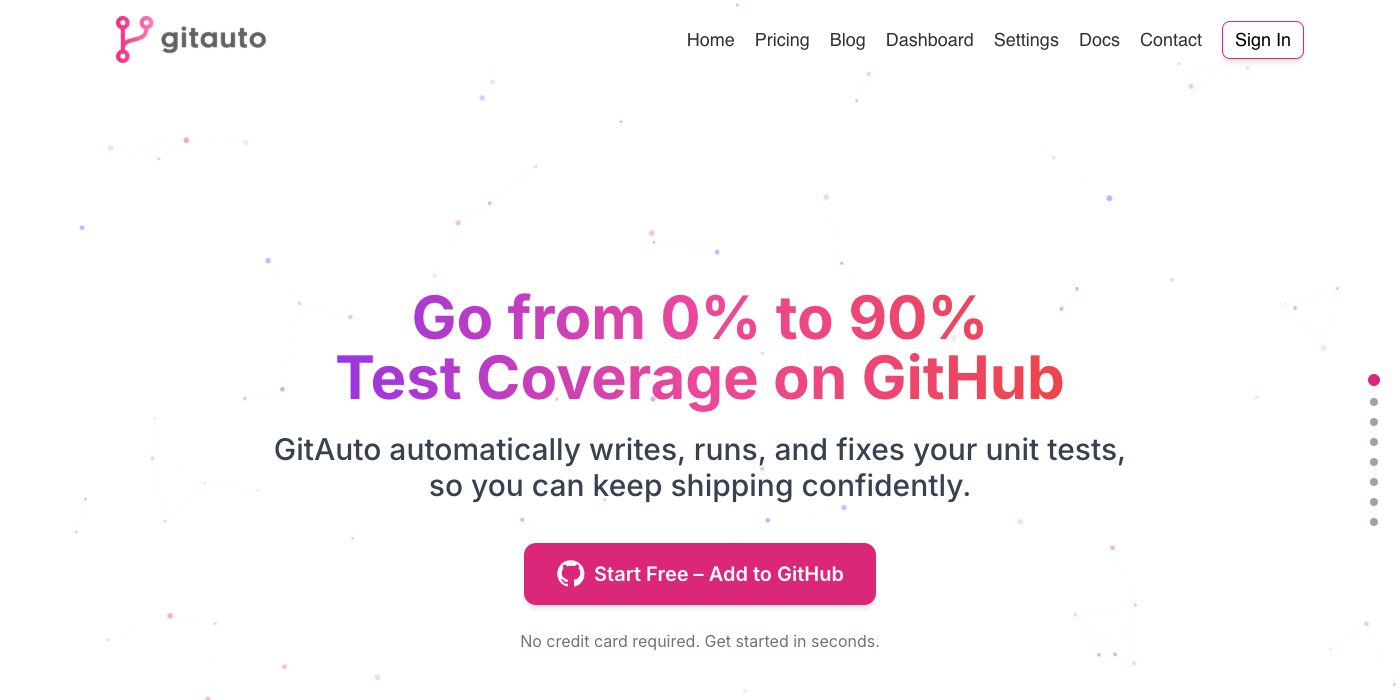 gitauto
Home Pricing Blog Dashboard Settings Docs Contact Sign In
Go from 0% to 90%
Test Coverage on GitHub
GitAuto automatically writes, runs, and fixes your unit tests,
so you can keep shipping confidently.
Start Free – Add to GitHub
No credit card required. Get started in seconds.